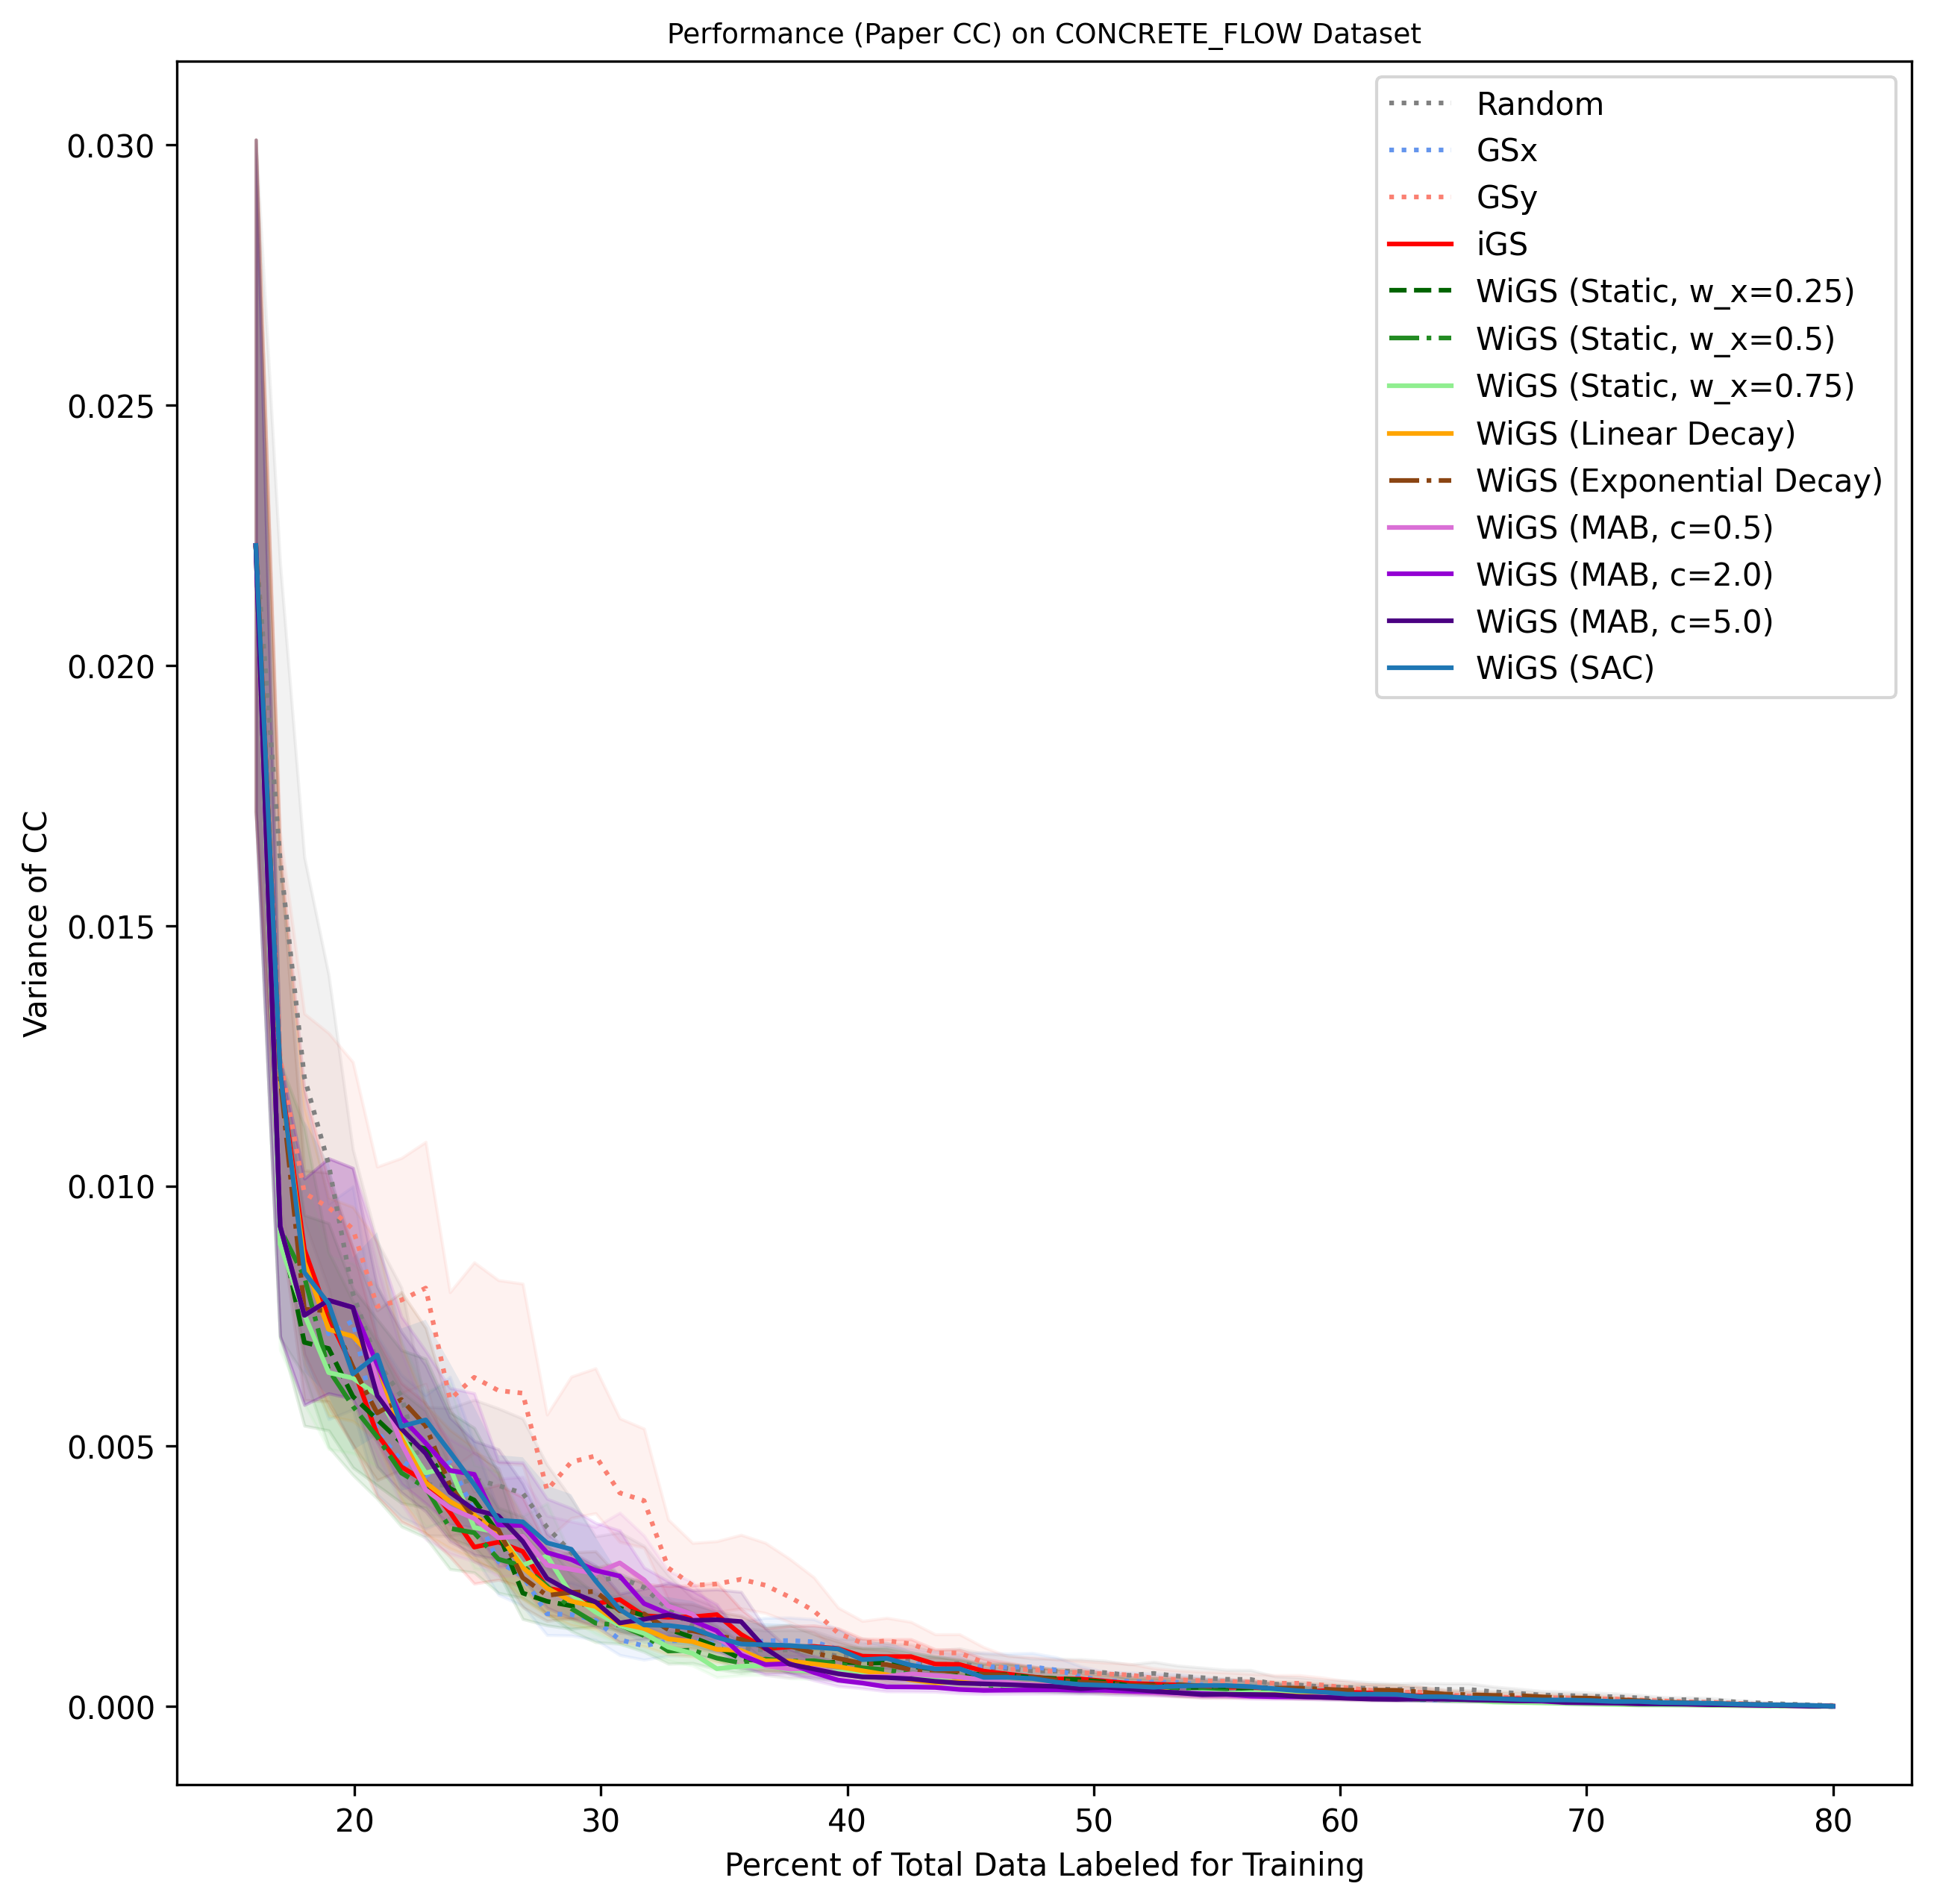 Performance (Paper CC) on CONCRETE_FLOW Dataset
Variance of CC
0.030
0.025
0.020
0.015
0.010
0.005
0.000
Random
GSx
GSy
iGS
WiGS (Static, w_x=0.25)
WiGS (Static, w_x=0.5)
WiGS (Static, w_x=0.75)
WiGS (Linear Decay)
WiGS (Exponential Decay)
WiGS (MAB, c=0.5)
WiGS (MAB, c=2.0)
WiGS (MAB, c=5.0)
WiGS (SAC)
20 30 40 50 60 70 80
Percent of Total Data Labeled for Training